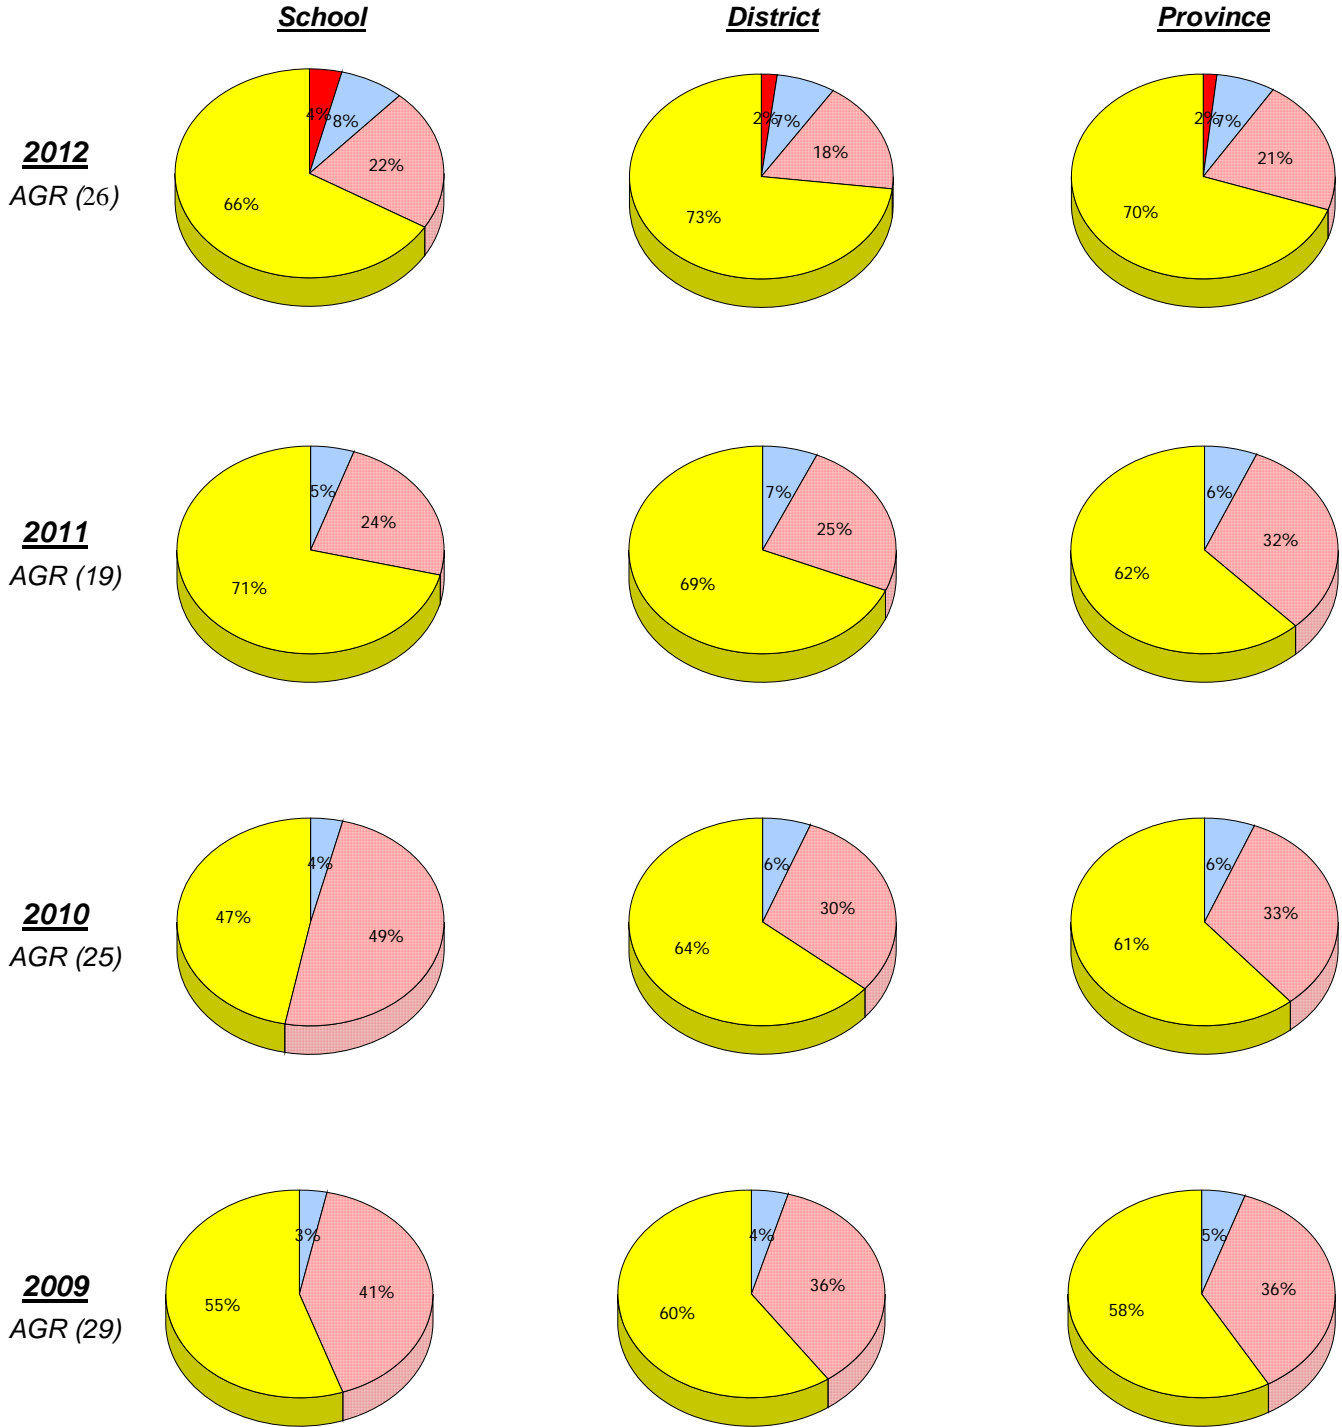 School District Province
2012
AGR (26)
4% 8% 22% 66%
2% 7% 18% 73%
2% 7% 21% 70%
2011
AGR (19)
5% 24% 71%
7% 25% 69%
6% 32% 62%
2010
AGR (25)
4% 49% 47%
6% 30% 64%
6% 33% 61%
2009
AGR (29)
3% 41% 55%
4% 36% 60%
5% 36% 58%